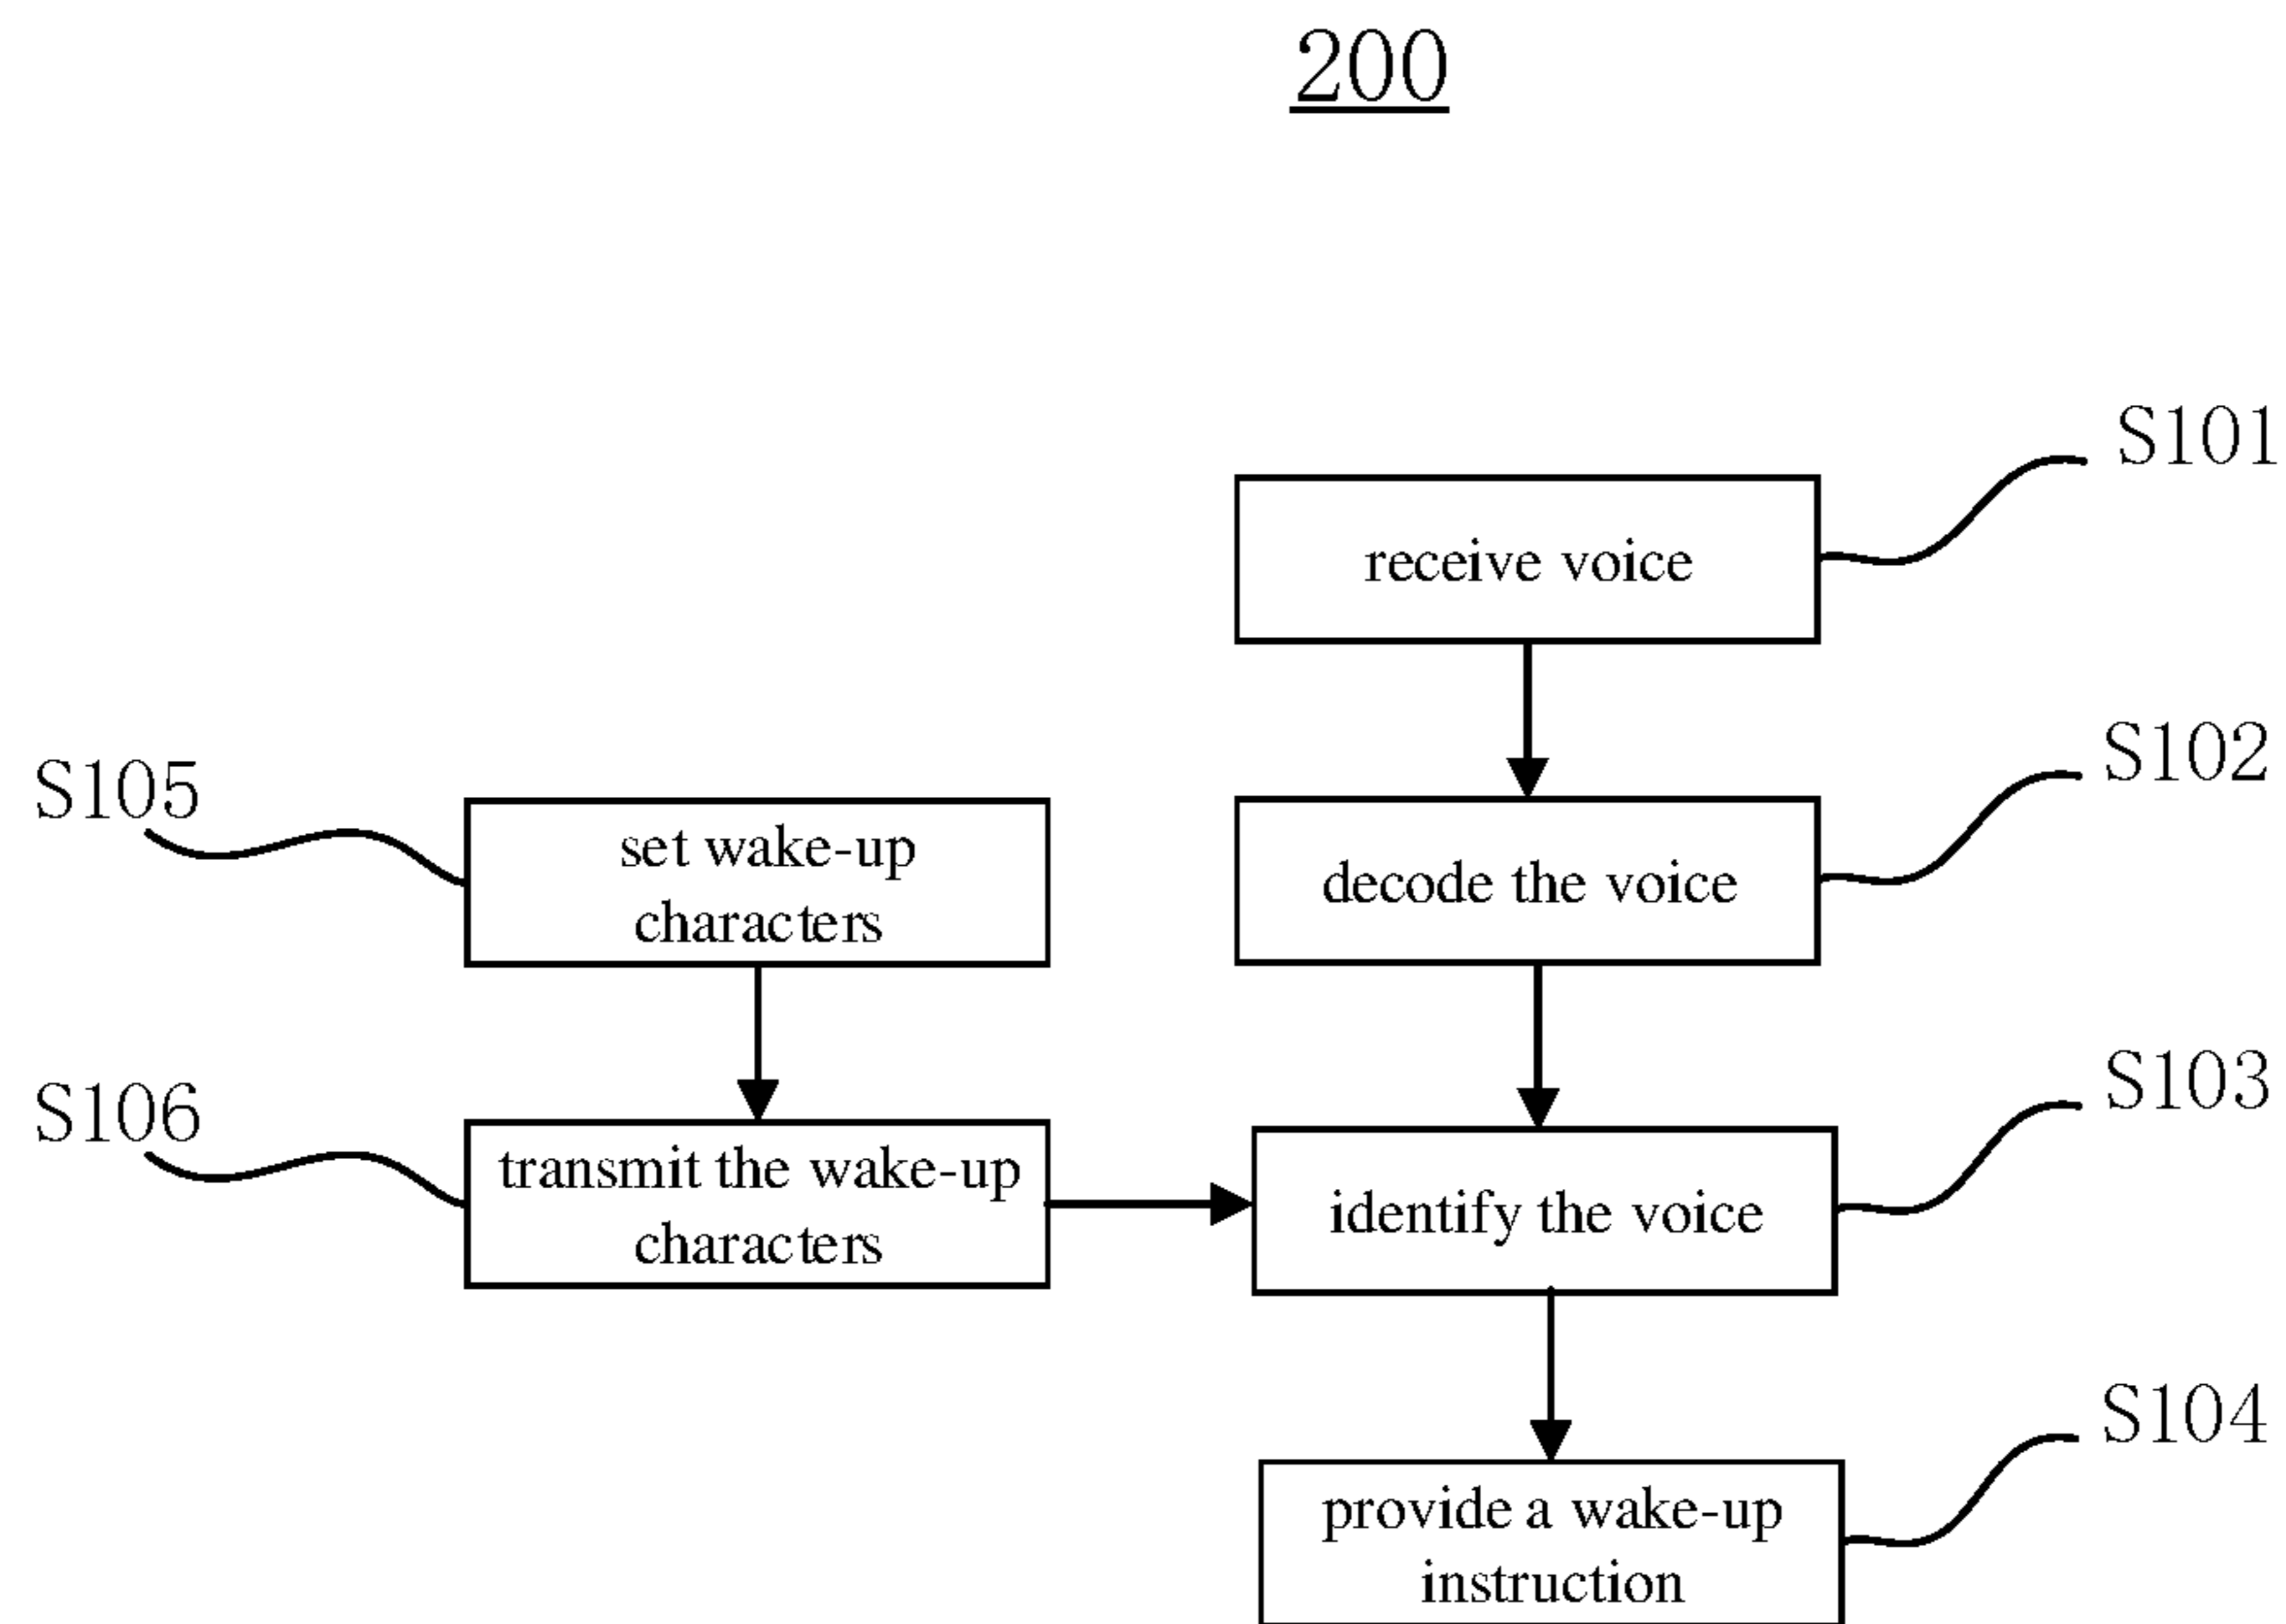 200
S101
receive voice
S102
decode the voice
S105
set wake-up
characters
S103
identify the voice
S106
transmit the wake-up
characters
S104
provide a wake-up
instruction